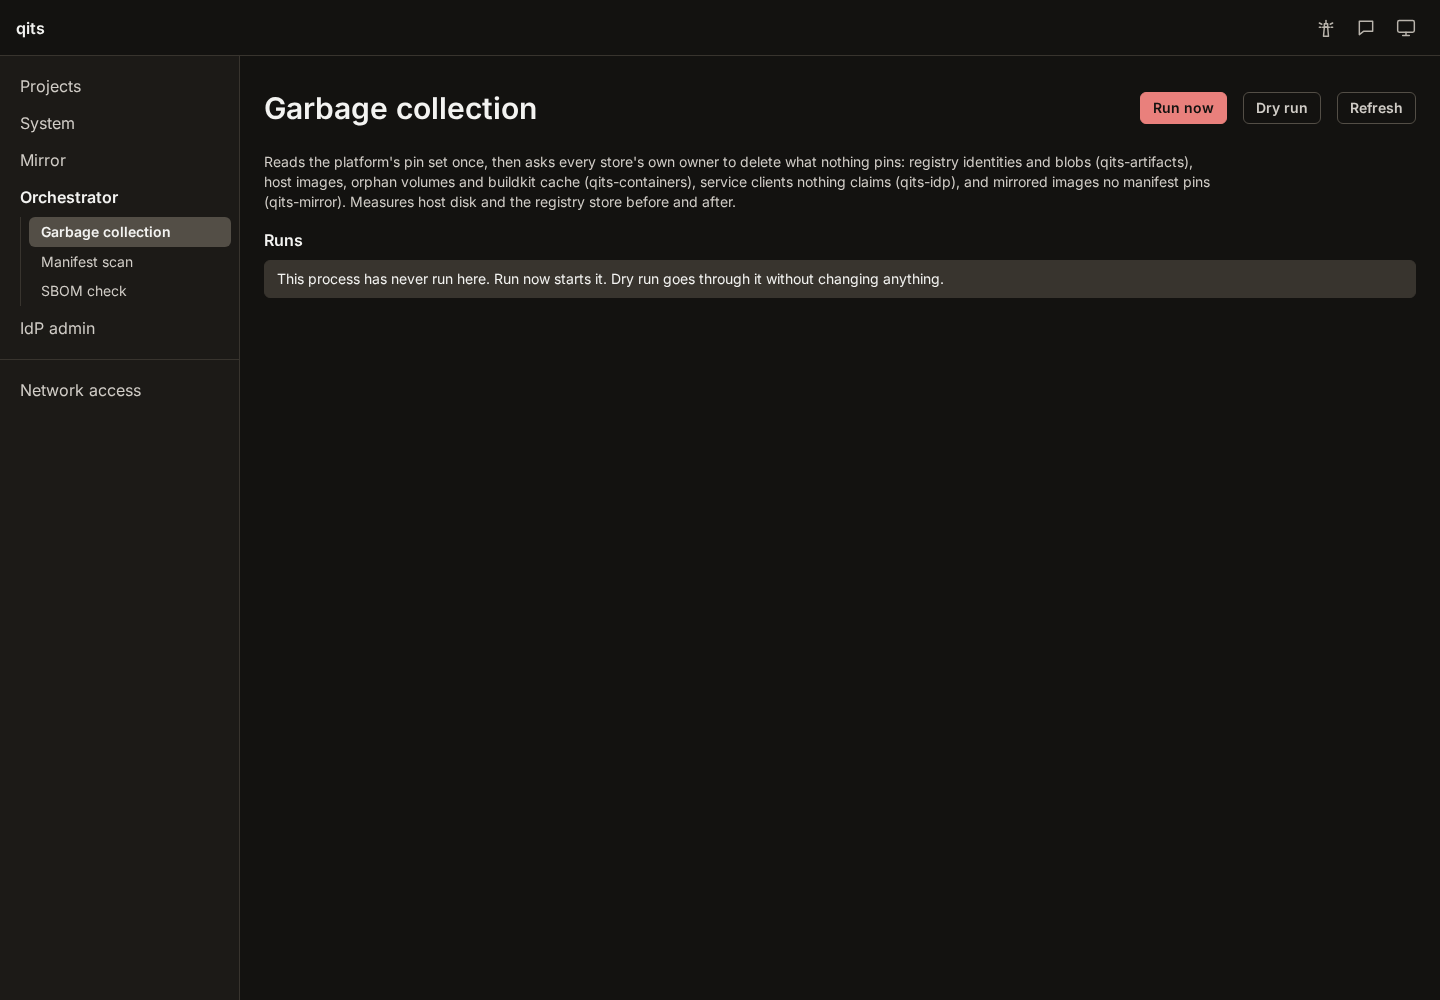 qits
Projects
System
Mirror
Orchestrator
Garbage collection
Manifest scan
SBOM check
IdP admin
Network access
Garbage collection
Run now
Dry run
Refresh
Reads the platform's pin set once, then asks every store's own owner to delete what nothing pins: registry identities and blobs (qits-artifacts),
host images, orphan volumes and buildkit cache (qits-containers), service clients nothing claims (qits-idp), and mirrored images no manifest pins
(qits-mirror). Measures host disk and the registry store before and after.
Runs
This process has never run here. Run now starts it. Dry run goes through it without changing anything.